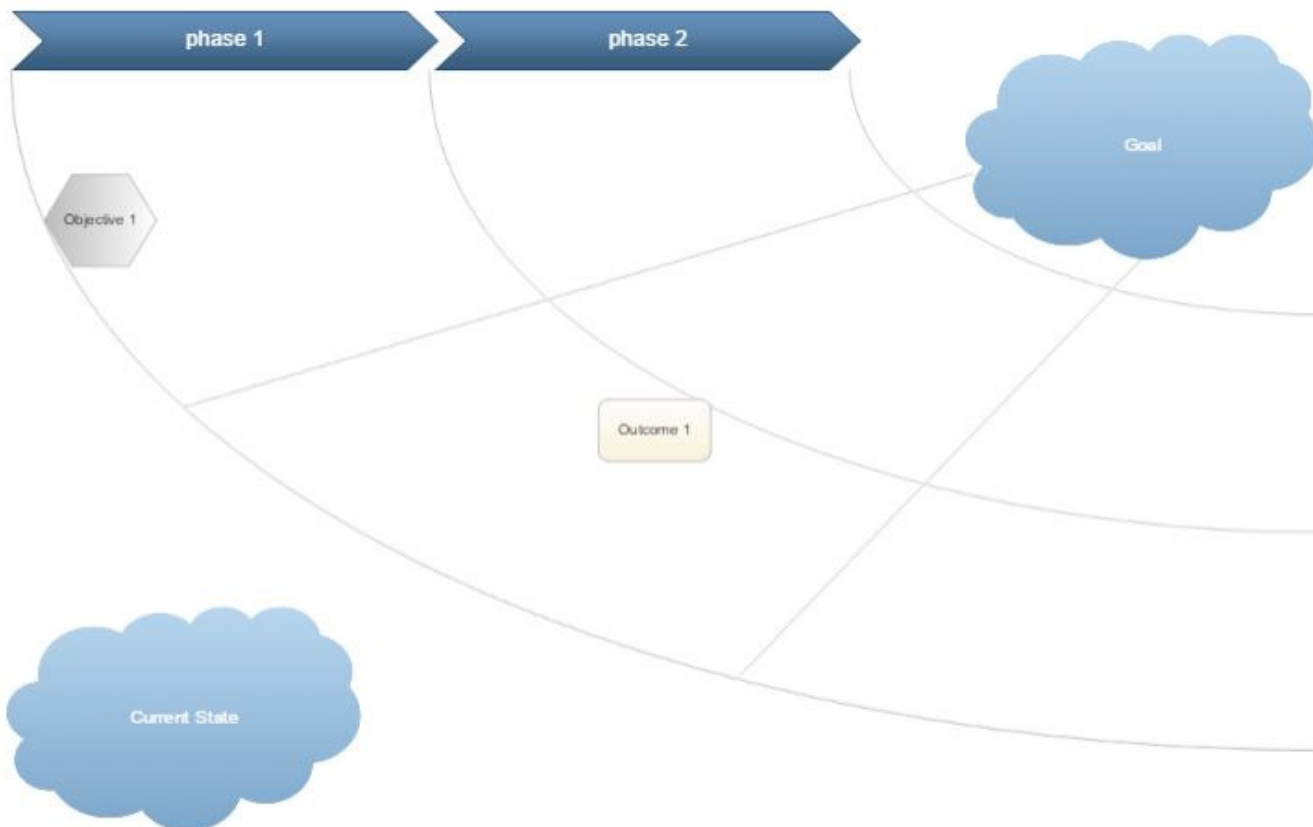 phase 1
phase 2
Goal
Objective 1
Outcome 1
Current State